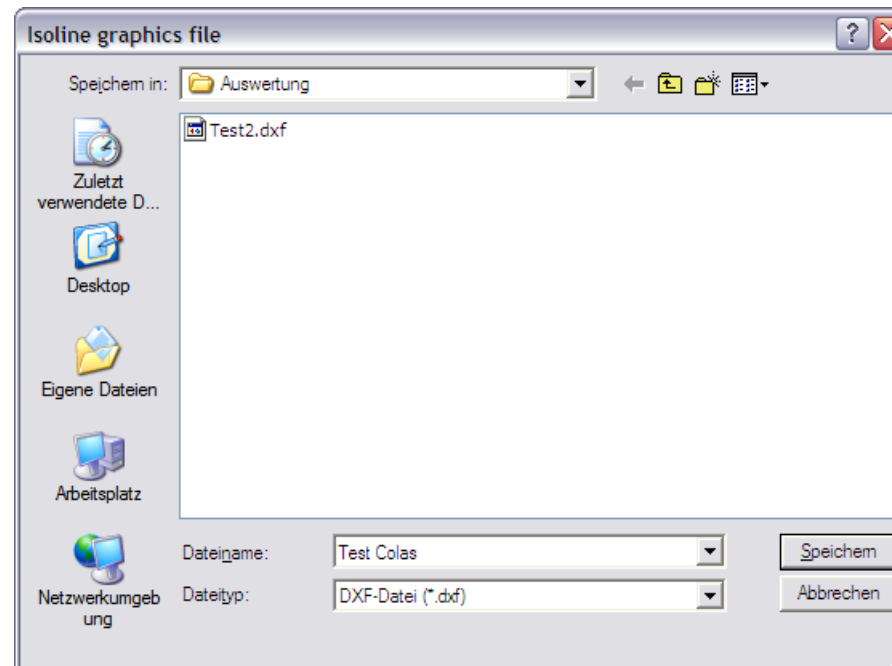 Isoline graphics file
?
Speichern in:
Auswertung
Test2.dxf
Zuletzt
verwendete D...
Desktop
Eigene Dateien
Arbeitsplatz
Netzwerkumgeb
ung
Dateiname:
Test Colas
Speichern
Dateityp:
DXF-Datei (*.dxf)
Abbrechen